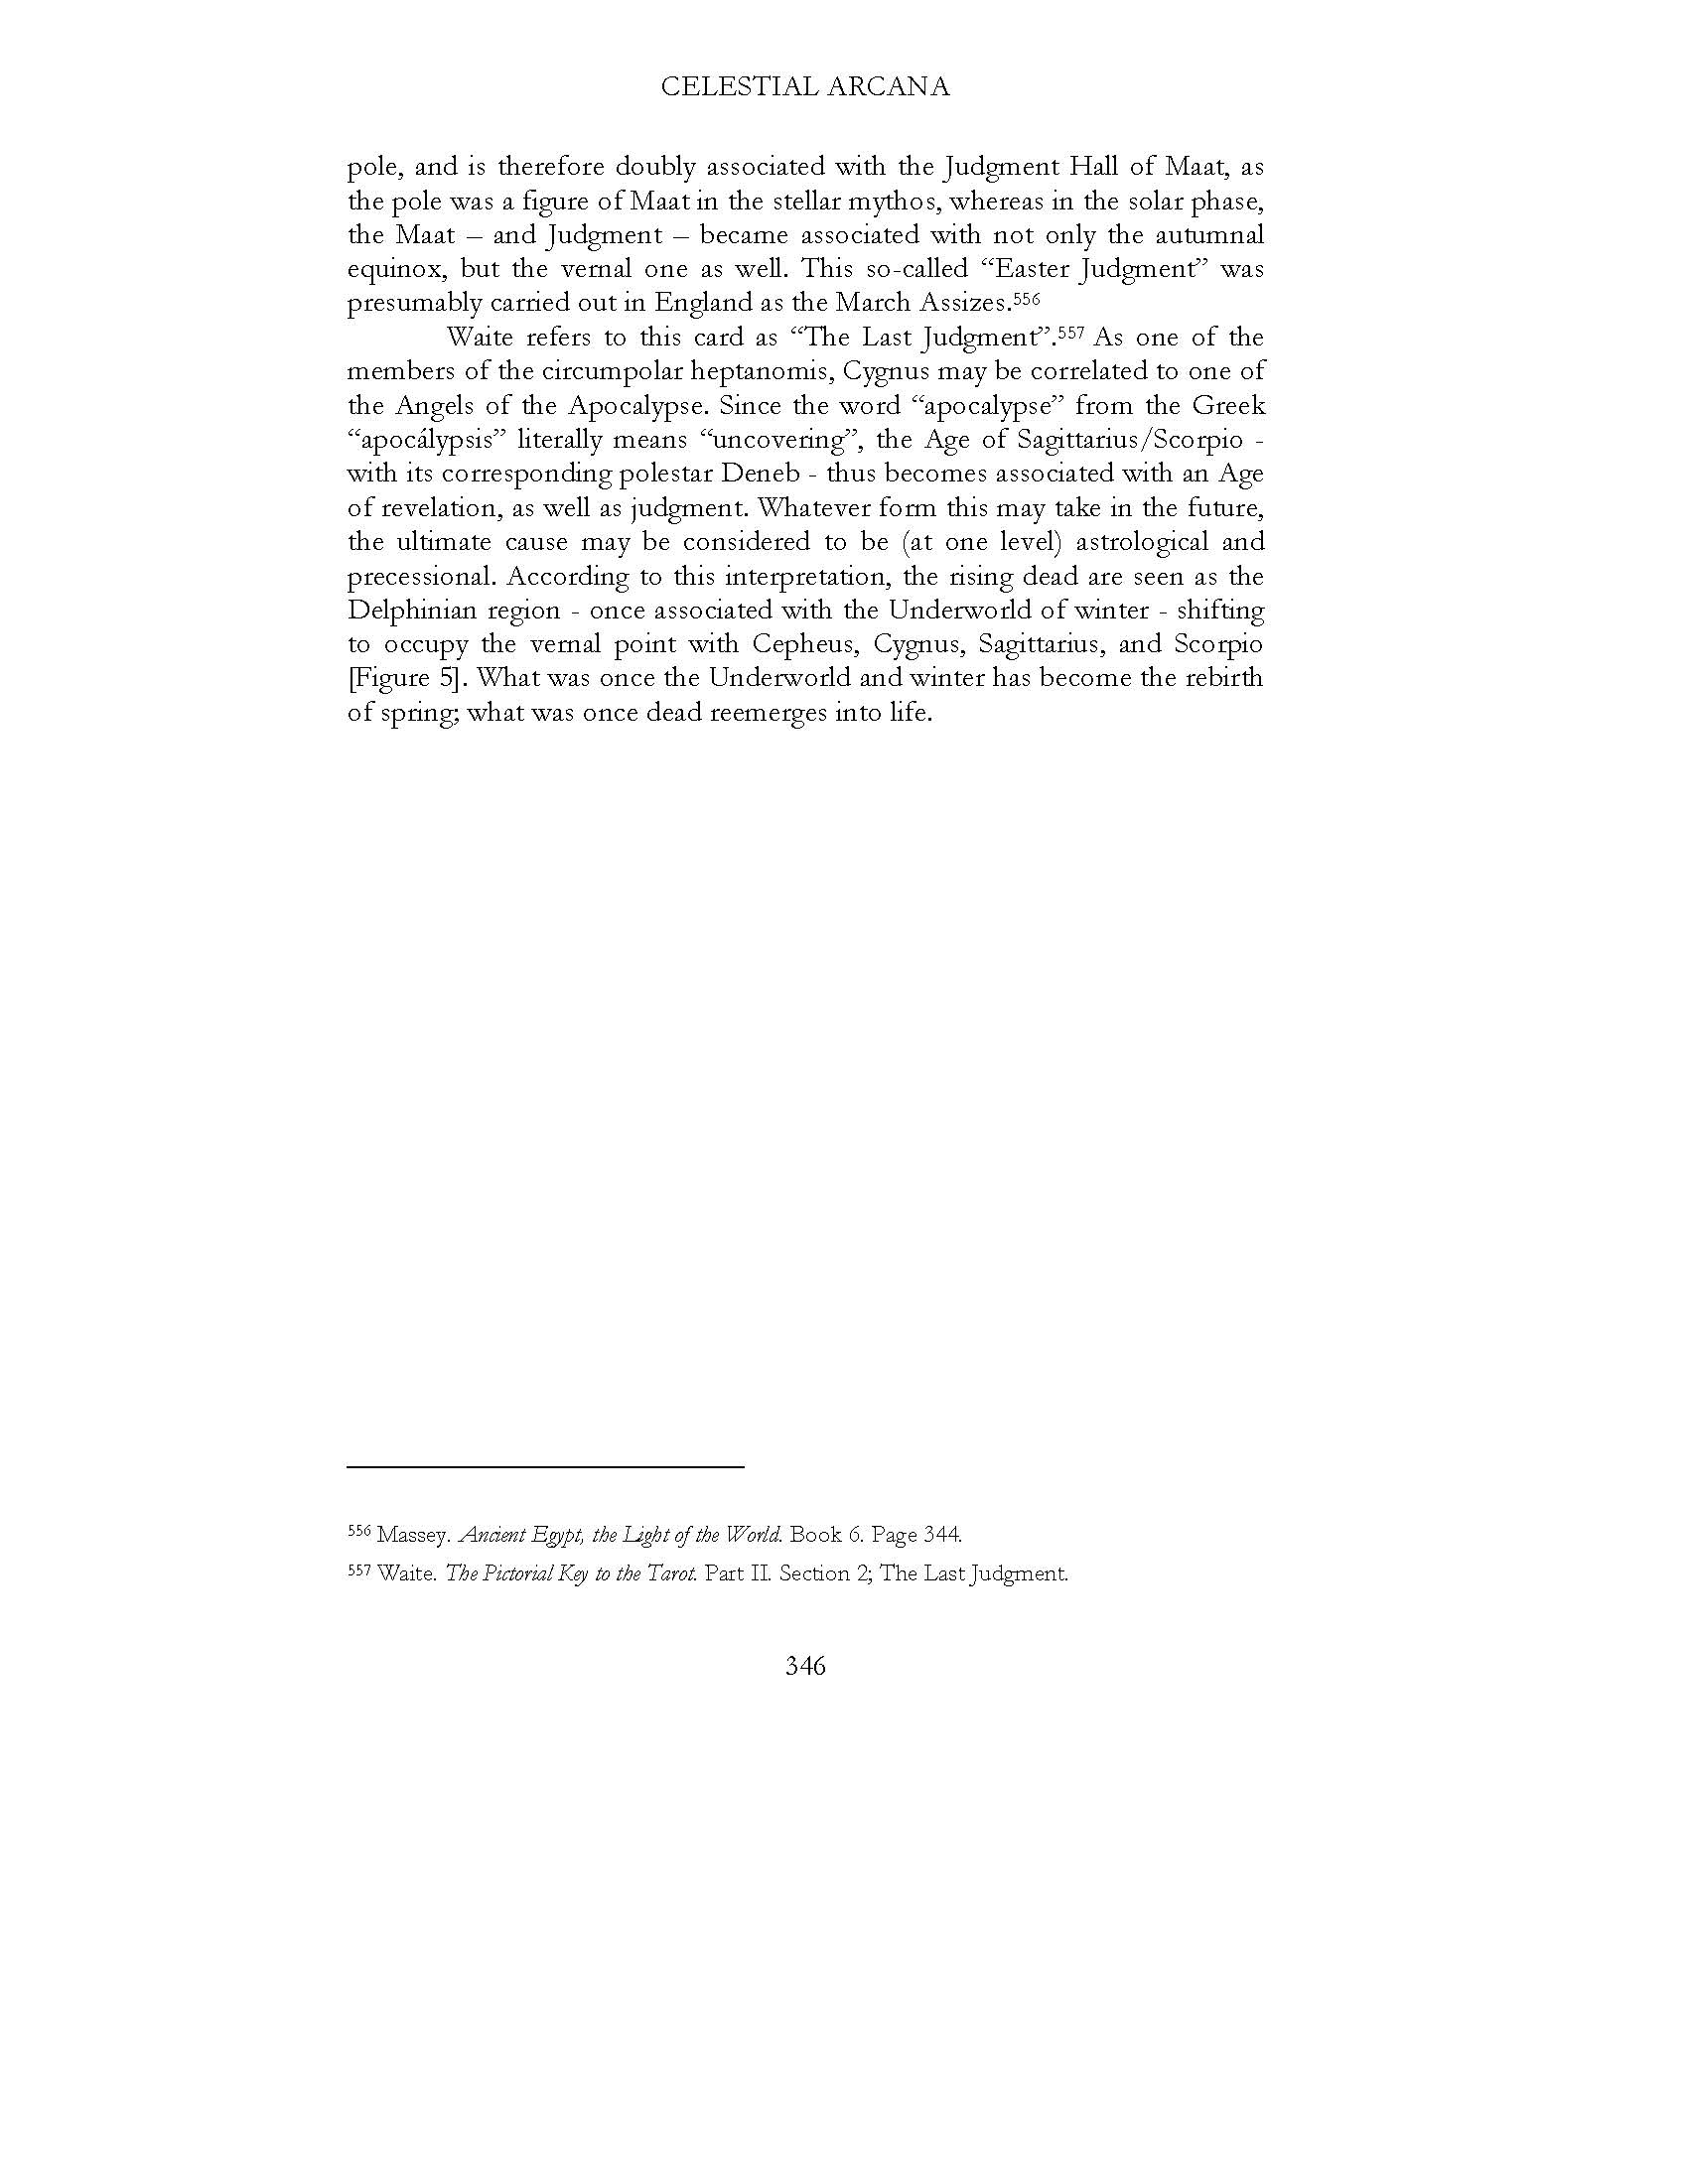 CELESTIAL ARCANA
pole, and is therefore doubly associated with the Judgment Hall of Maat, as
the pole was a figure of Maat in the stellar mythos, whereas in the solar phase,
the Maat – and Judgment – became associated with not only the autumnal
equinox, but the vernal one as well. This so-called “Easter Judgment” was
presumably carried out in England as the March Assizes.556
Waite refers to this card as “The Last Judgment”.557 As one of the
members of the circumpolar heptanomis, Cygnus may be correlated to one of
the Angels of the Apocalypse. Since the word “apocalypse” from the Greek
“apocálypsis” literally means “uncovering”, the Age of Sagittarius/Scorpio -
with its corresponding polestar Deneb - thus becomes associated with an Age
of revelation, as well as judgment. Whatever form this may take in the future,
the ultimate cause may be considered to be (at one level) astrological and
precessional. According to this interpretation, the rising dead are seen as the
Delphinian region - once associated with the Underworld of winter - shifting
to occupy the vernal point with Cepheus, Cygnus, Sagittarius, and Scorpio
[Figure 5]. What was once the Underworld and winter has become the rebirth
of spring; what was once dead reemerges into life.
556 Massey. Ancient Egypt, the Light of the World. Book 6. Page 344.
557 Waite. The Pictorial Key to the Tarot. Part II. Section 2; The Last Judgment.
346